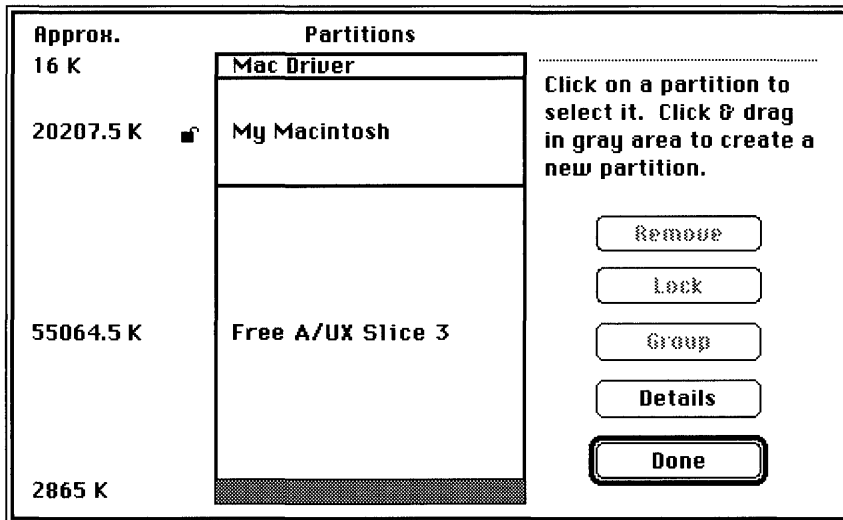 Approx.
Partitions
16 K
Mac Driver
20207.5 K
My Macintosh
55064.5 K
Free A/UX Slice 3
2865 K
Click on a partition to
select it. Click & drag
in gray area to create a
new partition.
Remove
Lock
Group
Details
Done